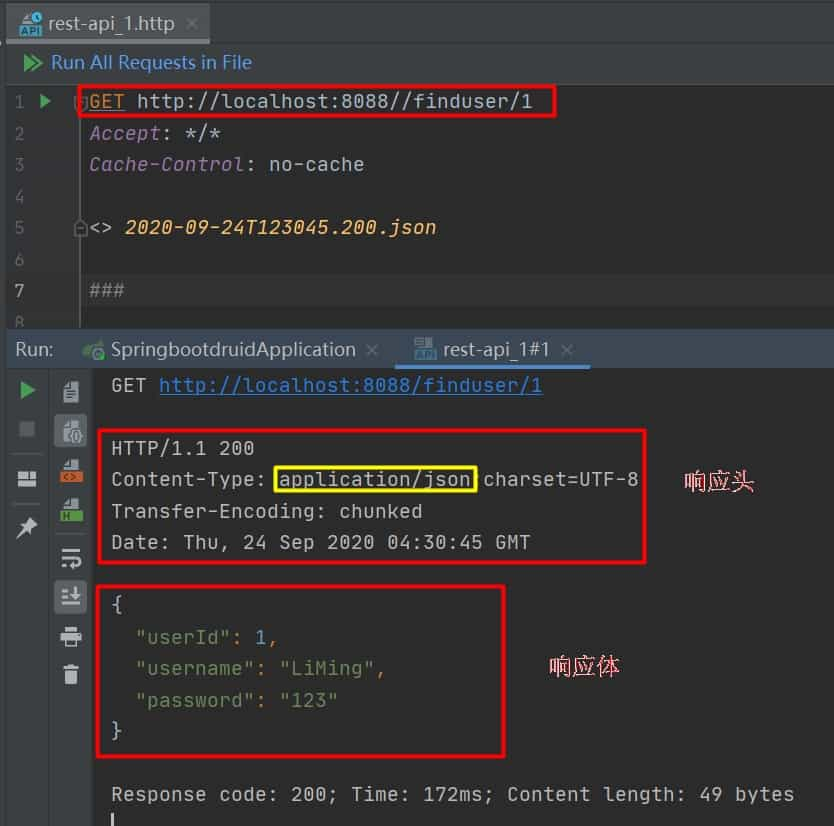 rest-api_1.http
Run All Requests in File
1 GET http://localhost:8088//finduser/1
2 Accept: */*
3 Cache-Control: no-cache
4
5 <> 2020-09-24T123045.200.json
6
7 ###
8
Run: SpringbootdruidApplication rest-api_1#1
GET http://localhost:8088/finduser/1
HTTP/1.1 200
Content-Type: application/json charset=UTF-8 响应头
Transfer-Encoding: chunked
Date: Thu, 24 Sep 2020 04:30:45 GMT
{
"userId": 1,
"username": "LiMing", 响应体
"password": "123"
}
Response code: 200; Time: 172ms; Content length: 49 bytes